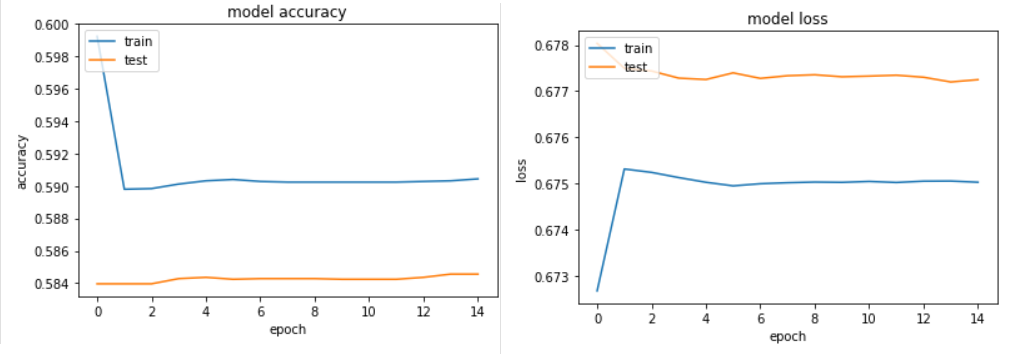 model accuracy
train
test
0.600
0.598
0.596
0.594
0.592
0.590
0.588
0.586
0.584
accuracy
0 2 4 6 8 10 12 14
epoch
model loss
train
test
0.678
0.677
0.676
0.675
0.674
0.673
loss
0 2 4 6 8 10 12 14
epoch